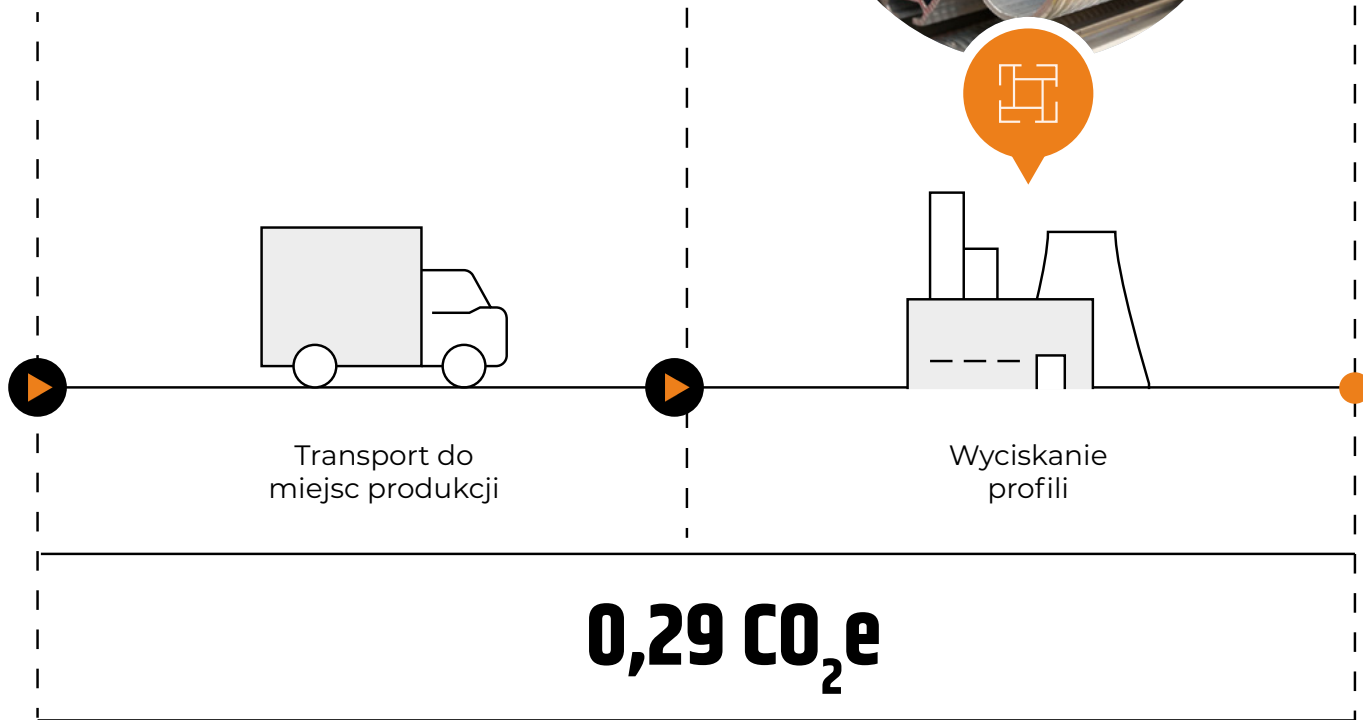 Transport do
miejsc produkcji
Wyciskanie
profili
0,29 CO₂e